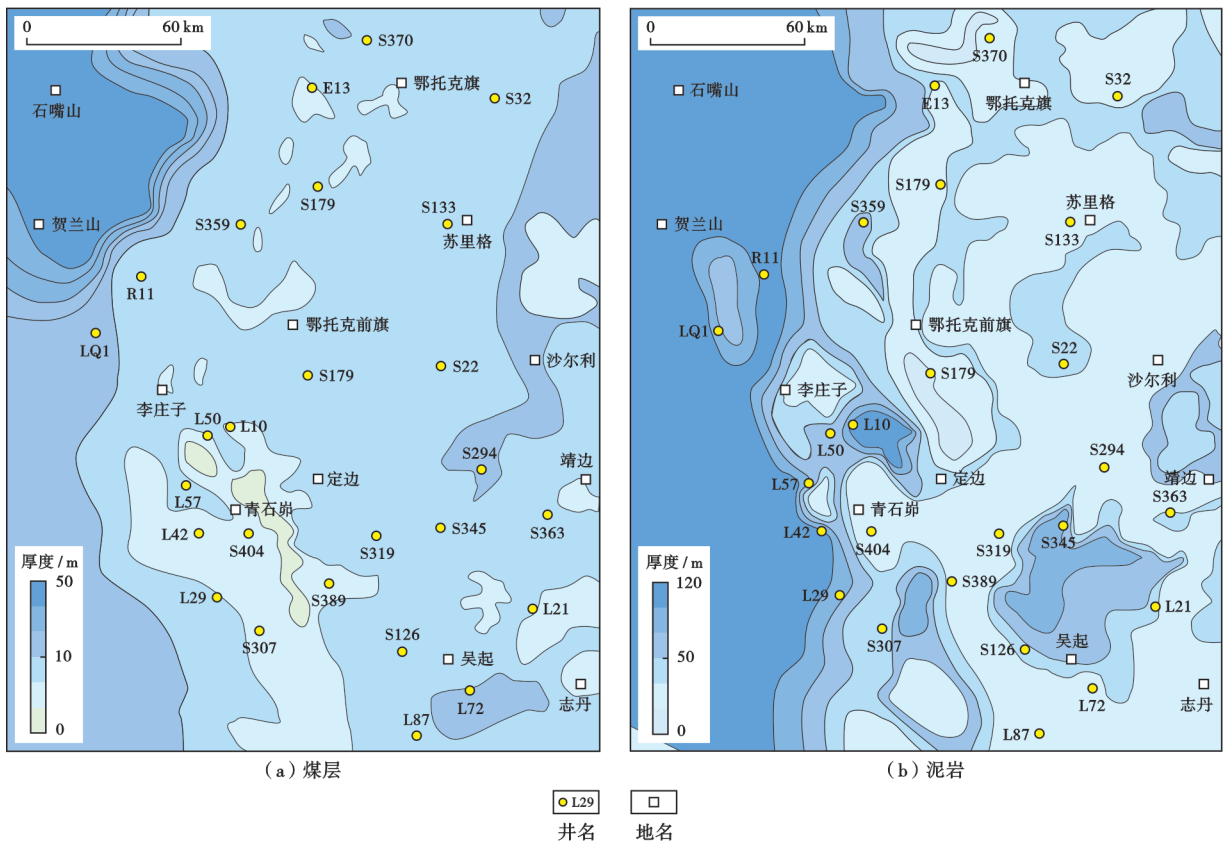 0 60 km
S370
E13
鄂托克旗
S32
石嘴山
S179
S133
苏里格
S359
贺兰山
R11
鄂托克前旗
LQ1
沙尔利
S22
S179
李庄子
L50
L10
S294
靖边
定边
L57
青石峁
S363
L42
S404
S319
S345
厚度 / m
50
10
0
L29
S389
L21
S307
S126
吴起
L72
志丹
L87
(a) 煤层
0 60 km
S370
E13
鄂托克旗
S32
石嘴山
S179
苏里格
S359
S133
贺兰山
R11
LQ1
鄂托克前旗
S22
沙尔利
S179
李庄子
L10
L50
S294
靖边
L57
定边
S363
青石峁
L42
S404
S319
S345
厚度 / m
120
50
0
S389
L29
L21
S307
S126
吴起
L72
志丹
L87
(b) 泥岩
L29
井名
地名